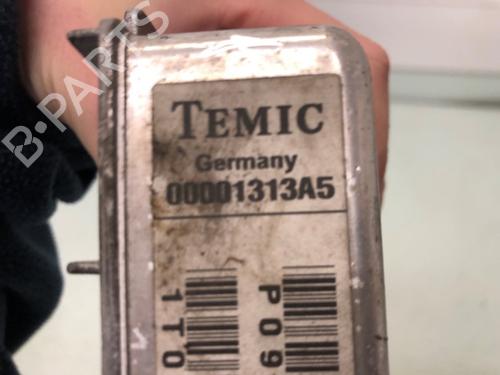 TEMIC
Germany
00001313A5
P09
1T0
B-PARTS